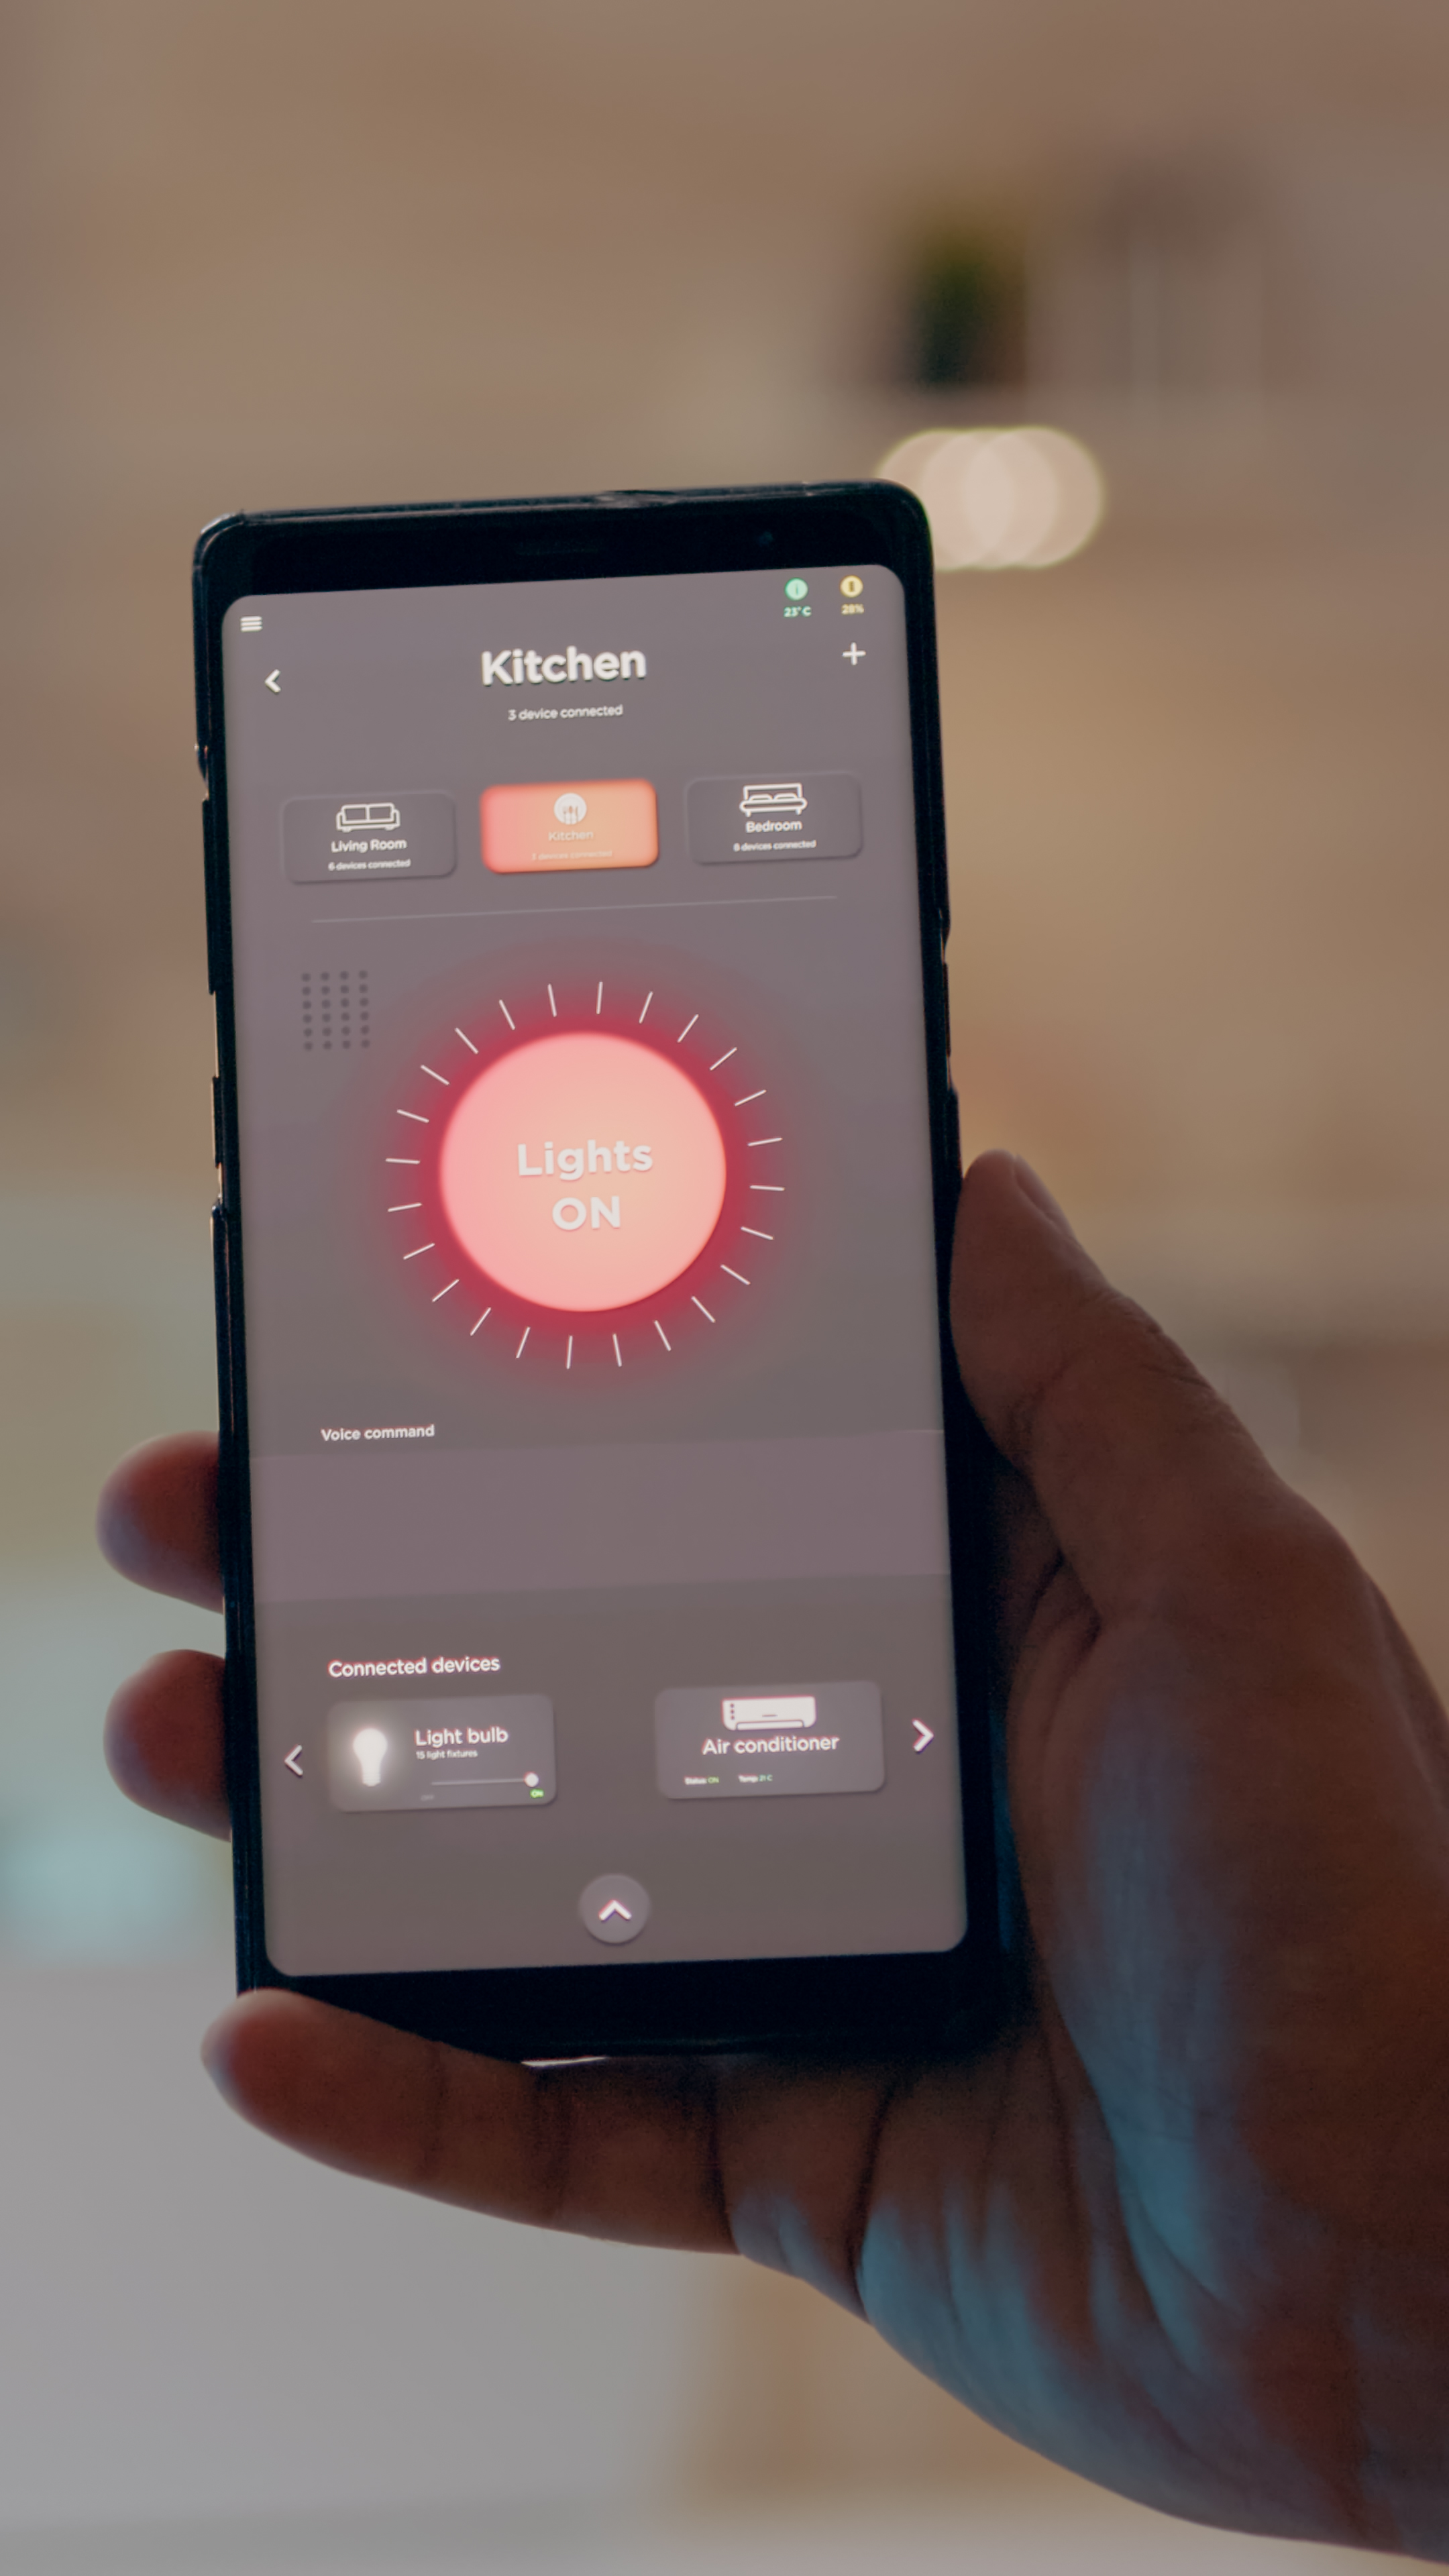 23°C
28%
Kitchen
3 device connected
Living Room
6 devices connected
Kitchen
3 devices connected
Bedroom
8 devices connected
Lights
ON
Voice command
Connected devices
Light bulb
15 light fixtures
ON
Air conditioner
Status: ON Temp: 21 C